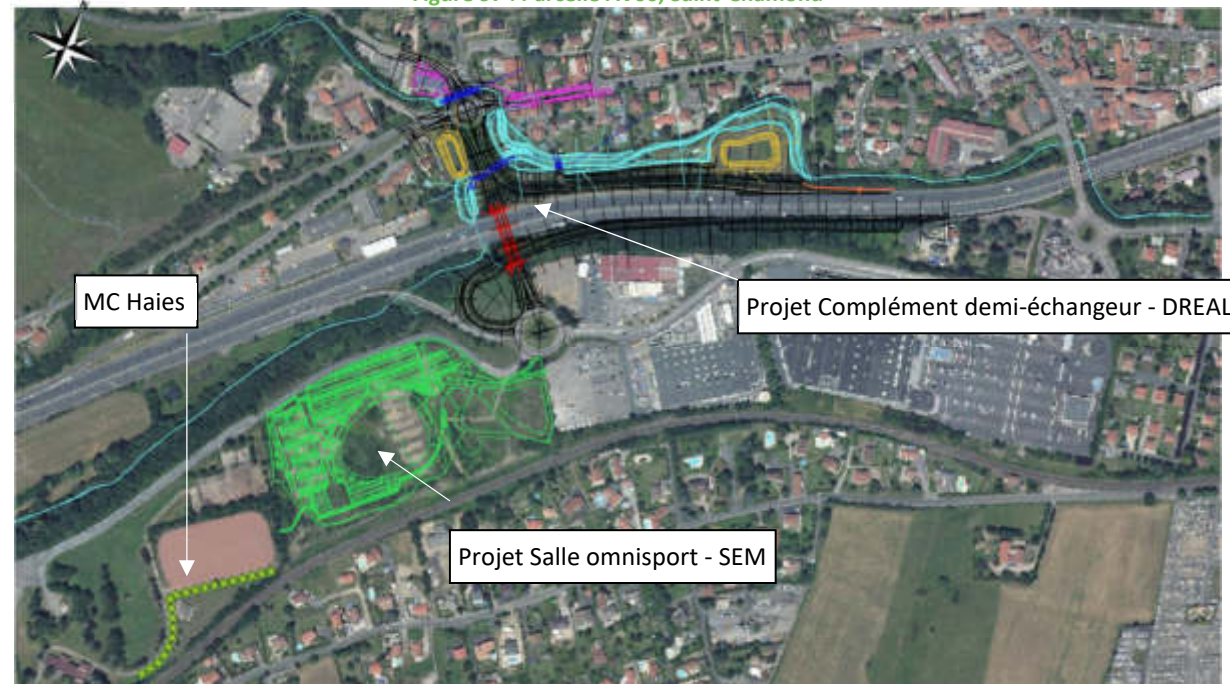 MC Haies
Projet Complément demi-échangeur - DREAL
Projet Salle omnisport - SEM